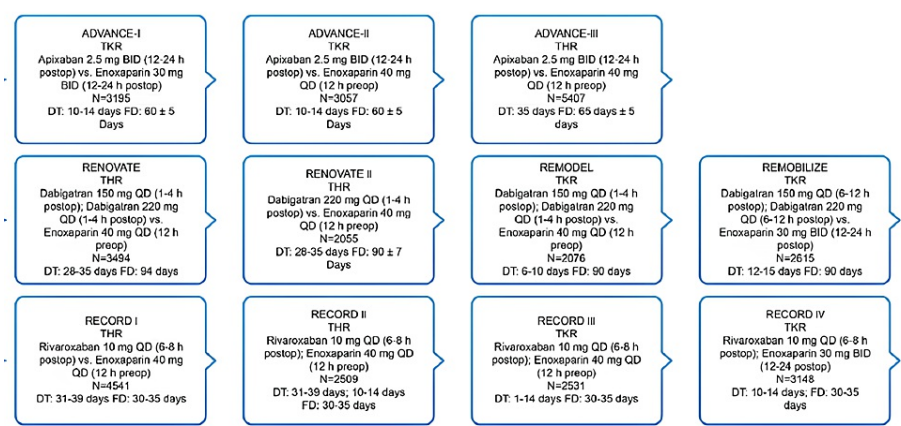 ADVANCE-I
TKR
Apixaban 2.5 mg BID (12-24 h
postop) vs. Enoxaparin 30 mg
BID (12-24 h postop)
N=3195
DT: 10-14 days FD: 60 ± 5
Days
ADVANCE-II
TKR
Apixaban 2.5 mg BID (12-24 h
postop) vs. Enoxaparin 40 mg
QD (12 h preop)
N=3057
DT: 10-14 days FD: 60 ± 5
Days
ADVANCE-III
THR
Apixaban 2.5 mg BID (12-24 h
postop) vs. Enoxaparin 40 mg
QD (12 h preop)
N=5407
DT: 35 days FD: 65 days ± 5
days
RENOVATE
THR
Dabigatran 150 mg QD (1-4 h
postop); Dabigatran 220 mg
QD (1-4 h postop) vs.
Enoxaparin 40 mg QD (12 h
preop)
N=3494
DT: 28-35 days FD: 94 days
RENOVATE II
THR
Dabigatran 220 mg QD (1-4 h
postop) vs. Enoxaparin 40 mg
QD (12 h preop)
N=2055
DT: 28-35 days FD: 90 ± 7
Days
REMODEL
TKR
Dabigatran 150 mg QD (1-4 h
postop); Dabigatran 220 mg
QD (1-4 h postop) vs.
Enoxaparin 40 mg QD (12 h
preop)
N=2076
DT: 6-10 days FD: 90 days
REMOBILIZE
TKR
Dabigatran 150 mg QD (6-12 h
postop); Dabigatran 220 mg
QD (6-12 h postop) vs.
Enoxaparin 30 mg BID (12-24 h
postop)
N=2615
DT: 12-15 days FD: 90 days
RECORD I
THR
Rivaroxaban 10 mg QD (6-8 h
postop) vs. Enoxaparin 40 mg
QD (12 h preop)
N=4541
DT: 31-39 days FD: 30-35 days
RECORD II
THR
Rivaroxaban 10 mg QD (6-8 h
postop); Enoxaparin 40 mg QD
(12 h preop)
N=2509
DT: 31-39 days; 10-14 days
FD: 30-35 days
RECORD III
TKR
Rivaroxaban 10 mg QD (6-8 h
postop); Enoxaparin 40 mg QD
(12 h preop)
N=2531
DT: 1-14 days FD: 30-35 days
RECORD IV
TKR
Rivaroxaban 10 mg QD (6-8 h
postop); Enoxaparin 30 mg BID
(12-24 postop)
N=3148
DT: 10-14 days; FD: 30-35
days